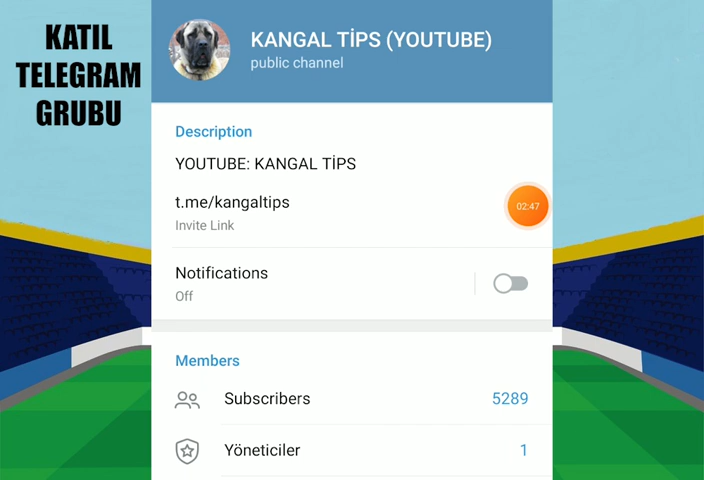 KATIL
TELEGRAM
GRUBU
KANGAL TİPS (YOUTUBE)
public channel
Description
YOUTUBE: KANGAL TİPS
t.me/kangaltips
Invite Link
02:47
Notifications
Off
Members
Subscribers 5289
Yöneticiler 1